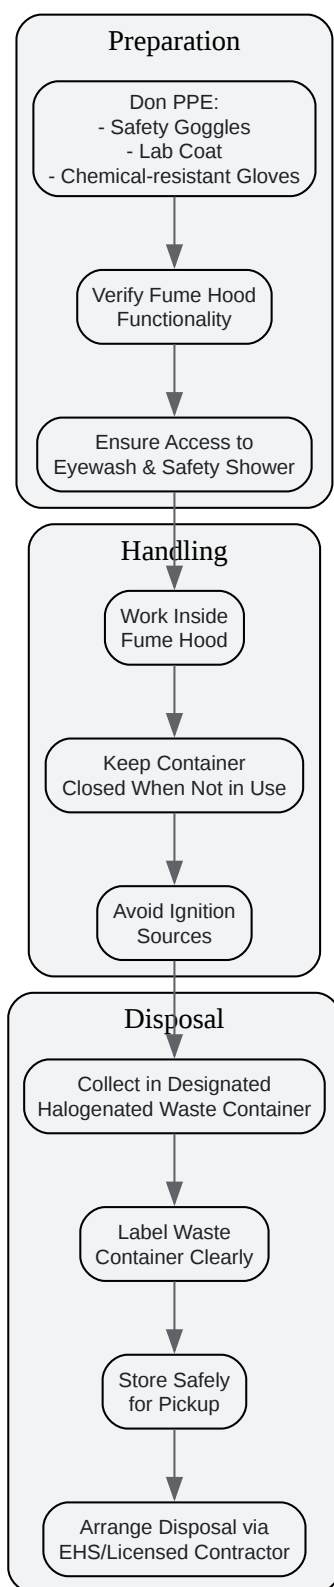 Preparation
Don PPE:
- Safety Goggles
- Lab Coat
- Chemical-resistant Gloves
Verify Fume Hood
Functionality
Ensure Access to
Eyewash & Safety Shower
Handling
Work Inside
Fume Hood
Keep Container
Closed When Not in Use
Avoid Ignition
Sources
Disposal
Collect in Designated
Halogenated Waste Container
Label Waste
Container Clearly
Store Safely
for Pickup
Arrange Disposal via
EHS/Licensed Contractor